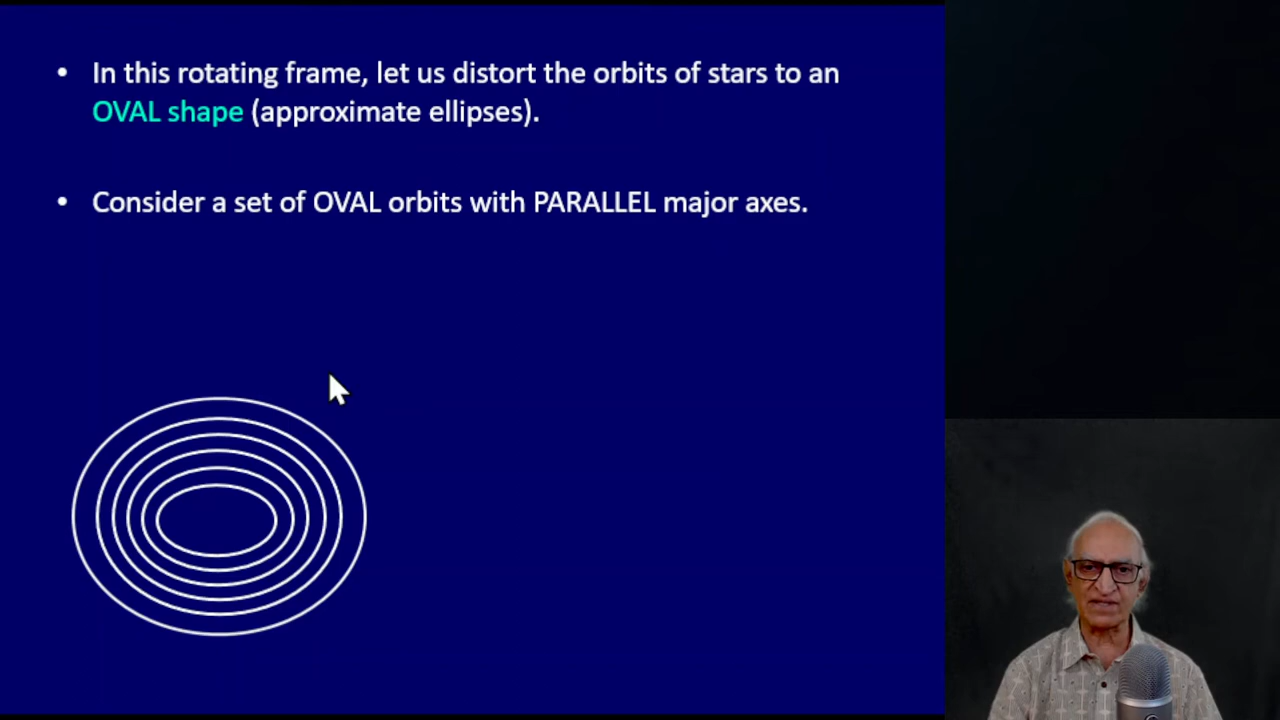 • In this rotating frame, let us distort the orbits of stars to an
OVAL shape (approximate ellipses).
• Consider a set of OVAL orbits with PARALLEL major axes.